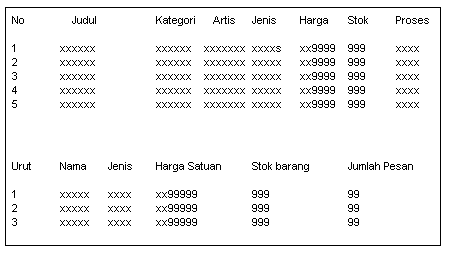 No Judul Kategori Artis Jenis Harga Stok Proses
1 xxxxxx xxxxxx xxxxxxx xxxxs xx9999 999 xxxx
2 xxxxxx xxxxxx xxxxxxx xxxxx xx9999 999 xxxx
3 xxxxxx xxxxxx xxxxxxx xxxxx xx9999 999 xxxx
4 xxxxxx xxxxxx xxxxxxx xxxxx xx9999 999 xxxx
5 xxxxxx xxxxxx xxxxxxx xxxxx xx9999 999 xxxx
Urut Nama Jenis Harga Satuan Stok barang Jumlah Pesan
1 xxxxx xxxx xx99999 999 99
2 xxxxx xxxx xx99999 999 99
3 xxxxx xxxx xx99999 999 99